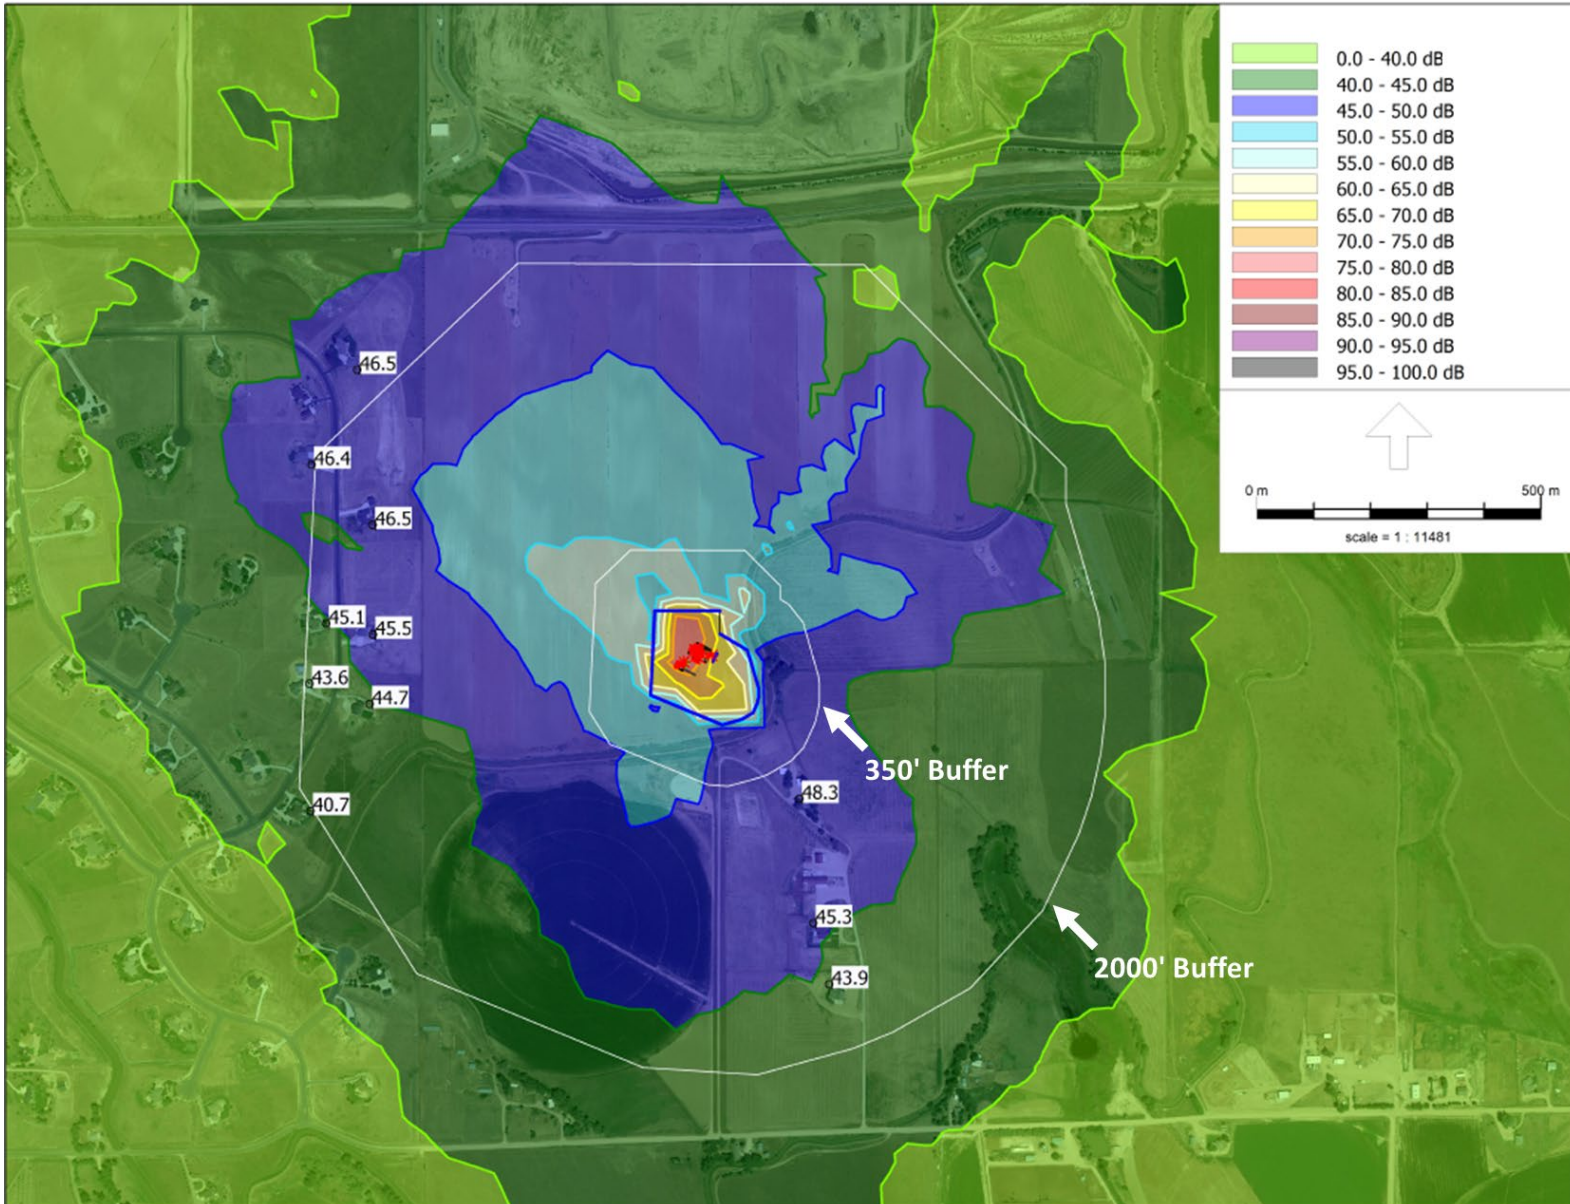 0.0 - 40.0 dB
40.0 - 45.0 dB
45.0 - 50.0 dB
50.0 - 55.0 dB
55.0 - 60.0 dB
60.0 - 65.0 dB
65.0 - 70.0 dB
70.0 - 75.0 dB
75.0 - 80.0 dB
80.0 - 85.0 dB
85.0 - 90.0 dB
90.0 - 95.0 dB
95.0 - 100.0 dB
0 m 500 m
scale = 1 : 11481
46.5
46.4
46.5
45.1
45.5
43.6
44.7
350' Buffer
48.3
40.7
45.3
2000' Buffer
43.9